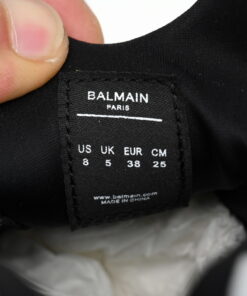 BALMAIN
PARIS
US UK EUR CM
8 5 38 25
www.balmain.com
MADE IN CHINA